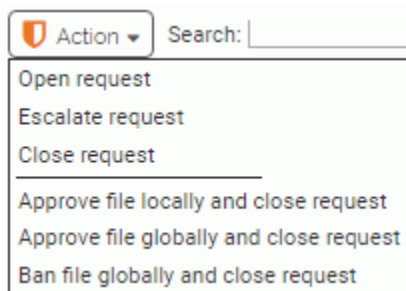 Action Search:
Open request
Escalate request
Close request
Approve file locally and close request
Approve file globally and close request
Ban file globally and close request